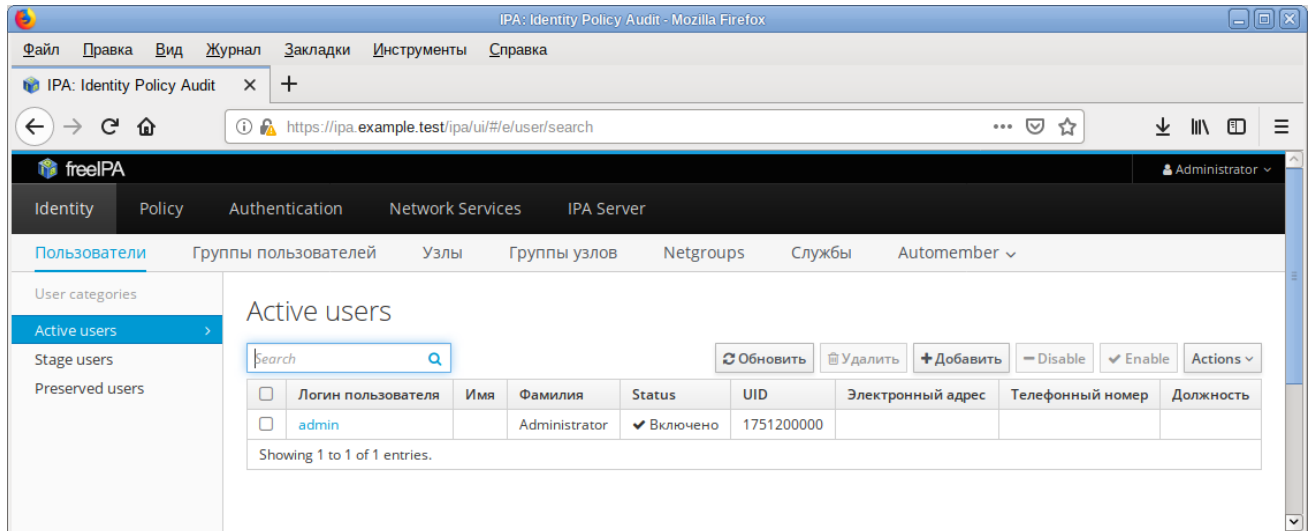 IPA: Identity Policy Audit - Mozilla Firefox
Файл Правка Вид Журнал Закладки Инструменты Справка
IPA: Identity Policy Audit
https://ipa.example.test/ipa/ui/#/e/user/search
freeIPA Administrator
Identity Policy Authentication Network Services IPA Server
Пользователи Группы пользователей Узлы Группы узлов Netgroups Службы Automember
User categories
Active users
Stage users
Preserved users
Active users
Search Обновить Удалить Добавить Disable Enable Actions
Логин пользователя Имя Фамилия Status UID Электронный адрес Телефонный номер Должность
admin Administrator Включено 1751200000
Showing 1 to 1 of 1 entries.